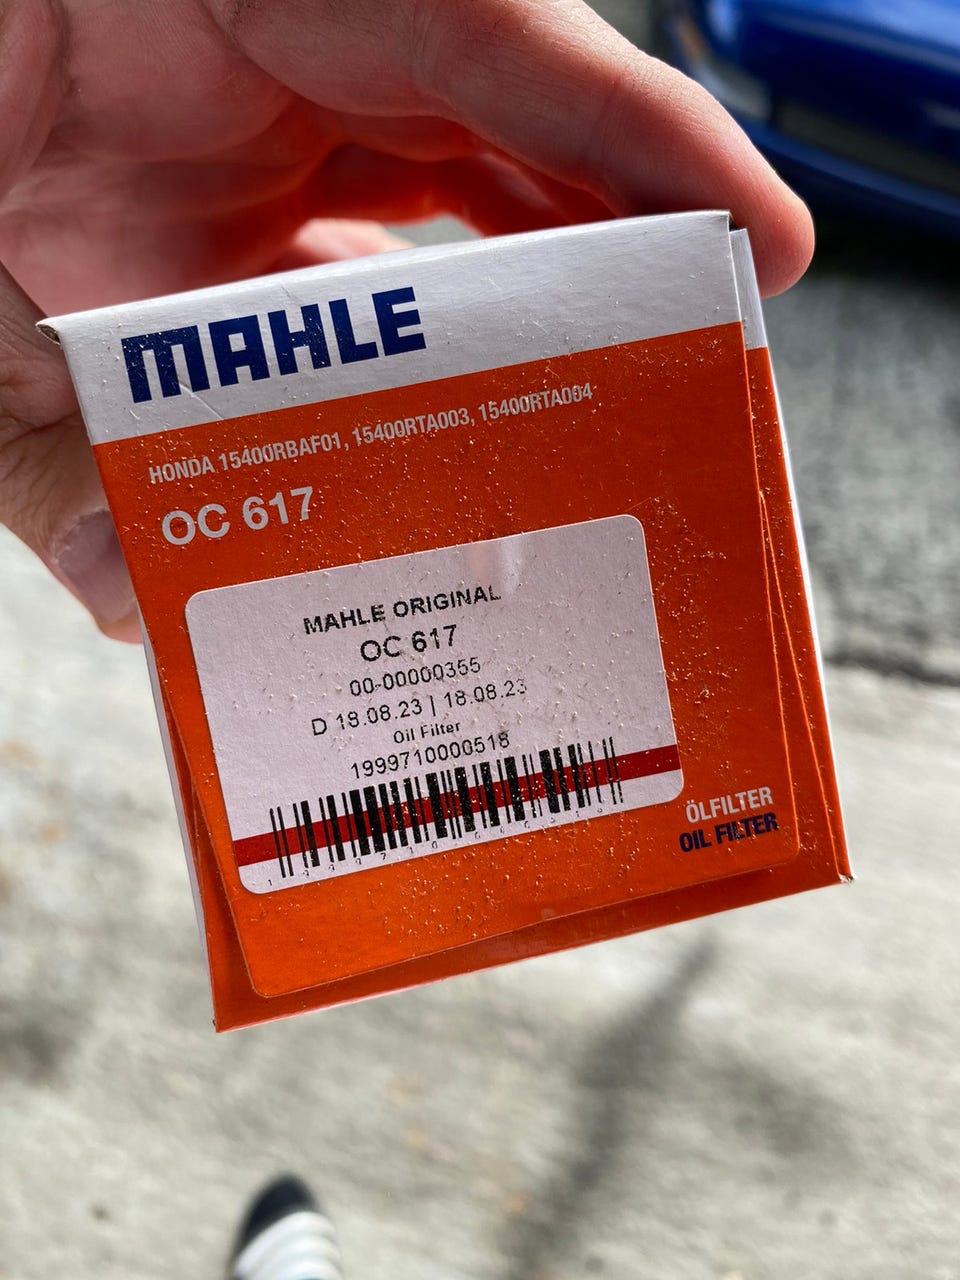 MAHLE
HONDA 15400RBAF01, 15400RTA003, 15400RTA004
OC 617
MAHLE ORIGINAL
OC 617
00-00000355
D 18.08.23 | 18.08.23
Oil Filter
1999710000518
ÖLFILTER
OIL FILTER